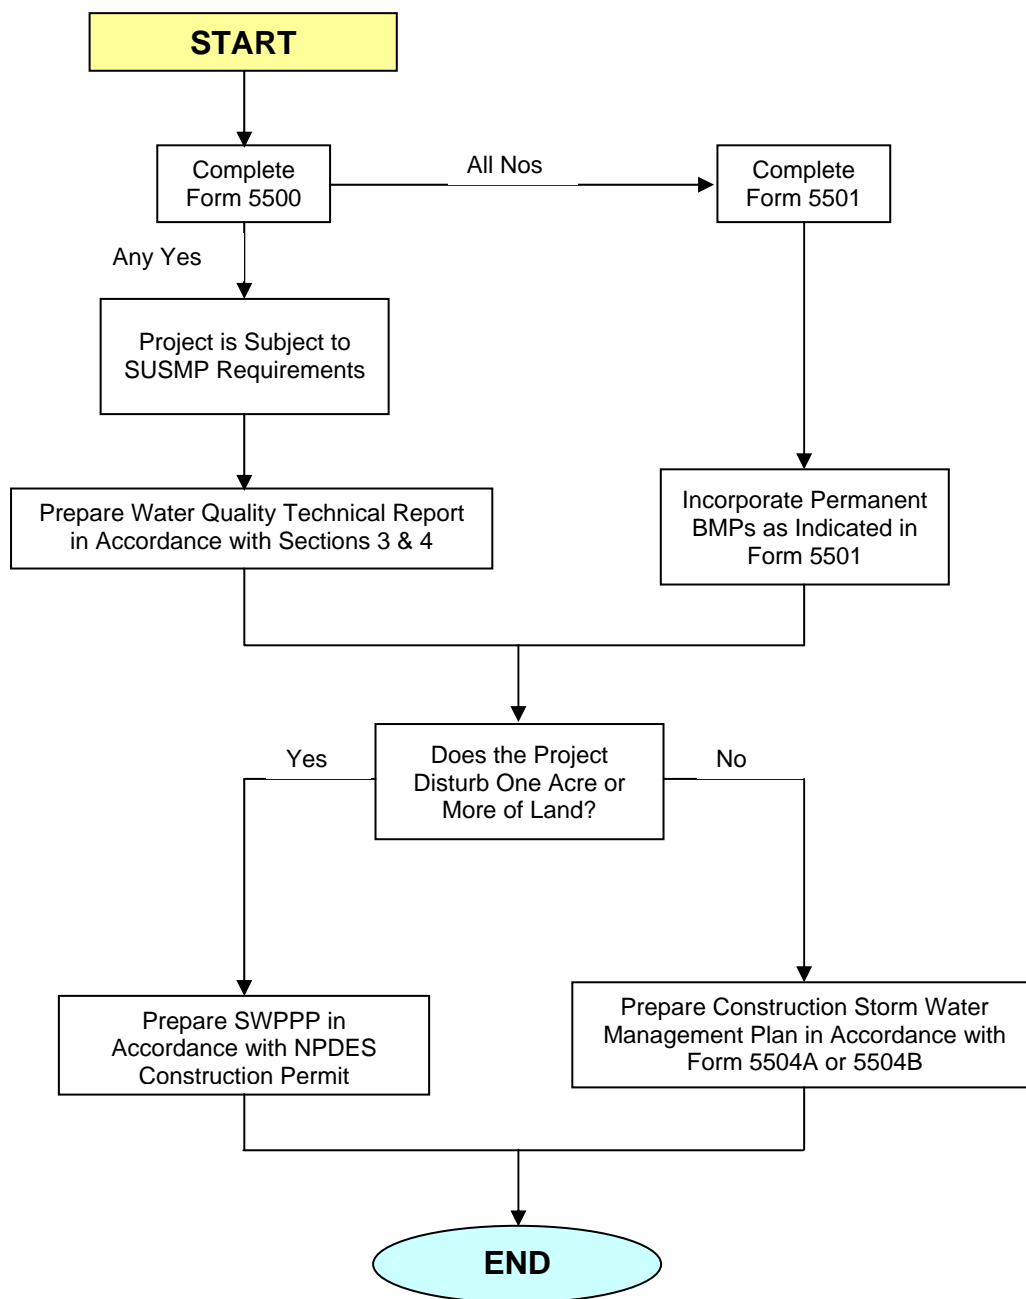 START
Complete
Form 5500
All Nos
Complete
Form 5501
Any Yes
Project is Subject to
SUSMP Requirements
Prepare Water Quality Technical Report
in Accordance with Sections 3 & 4
Incorporate Permanent
BMPs as Indicated in
Form 5501
Does the Project
Disturb One Acre or
More of Land?
Yes
No
Prepare SWPPP in
Accordance with NPDES
Construction Permit
Prepare Construction Storm Water
Management Plan in Accordance with
Form 5504A or 5504B
END